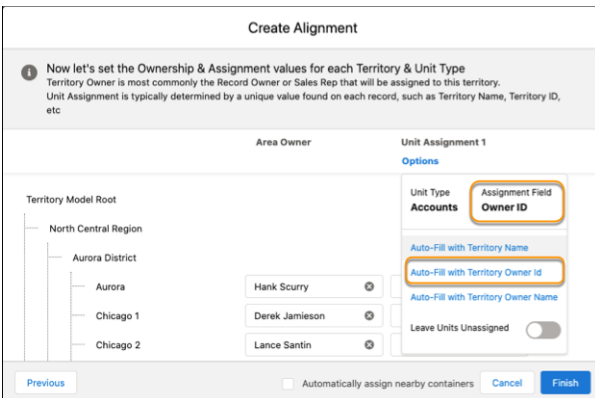 Create Alignment
Now let's set the Ownership & Assignment values for each Territory & Unit Type
Territory Owner is most commonly the Record Owner or Sales Rep that will be assigned to this territory.
Unit Assignment is typically determined by a unique value found on each record, such as Territory Name, Territory ID,
etc
Area Owner
Unit Assignment 1
Options
Unit Type
Assignment Field
Accounts
Owner ID
Territory Model Root
North Central Region
Auto-Fill with Territory Name
Aurora District
Auto-Fill with Territory Owner Id
Aurora
Hank Scurry
Auto-Fill with Territory Owner Name
Chicago 1
Derek Jamieson
Leave Units Unassigned
Chicago 2
Lance Santin
Previous
Automatically assign nearby containers
Cancel
Finish